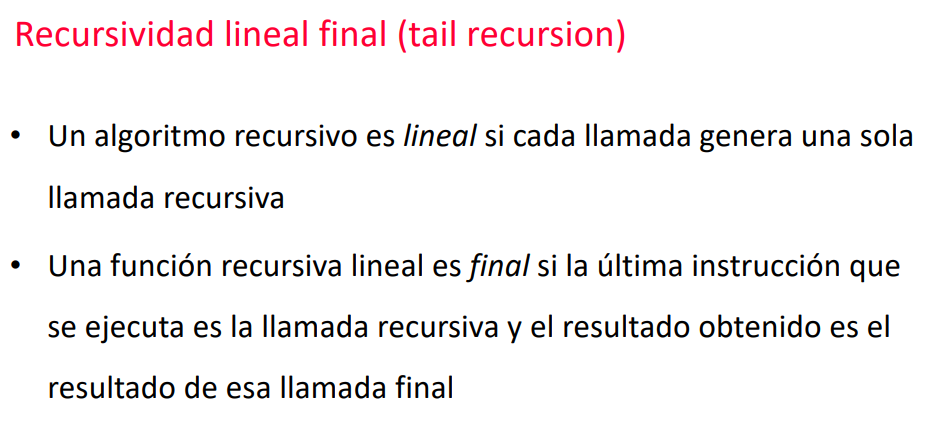 Recursividad lineal final (tail recursion)
• Un algoritmo recursivo es lineal si cada llamada genera una sola
llamada recursiva
• Una función recursiva lineal es final si la última instrucción que
se ejecuta es la llamada recursiva y el resultado obtenido es el
resultado de esa llamada final